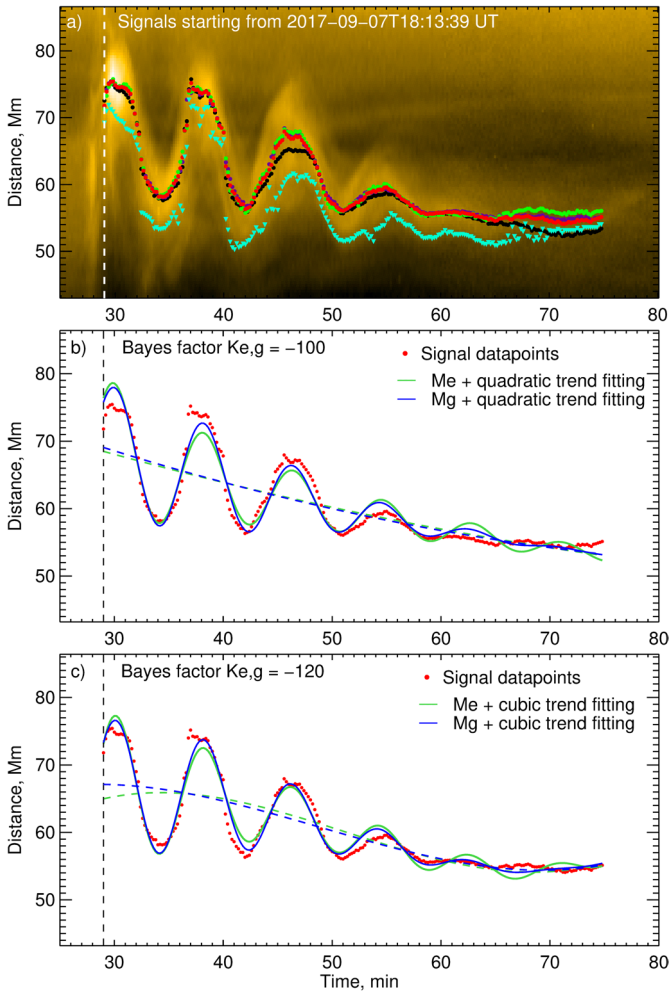 a) Signals starting from 2017−09−07T18:13:39 UT
80
70
60
50
Distance, Mm
30 40 50 60 70 80
b) Bayes factor Ke,g = −100
Signal datapoints
Me + quadratic trend fitting
Mg + quadratic trend fitting
80
70
60
50
Distance, Mm
30 40 50 60 70 80
c) Bayes factor Ke,g = −120
Signal datapoints
Me + cubic trend fitting
Mg + cubic trend fitting
80
70
60
50
Distance, Mm
30 40 50 60 70 80
Time, min